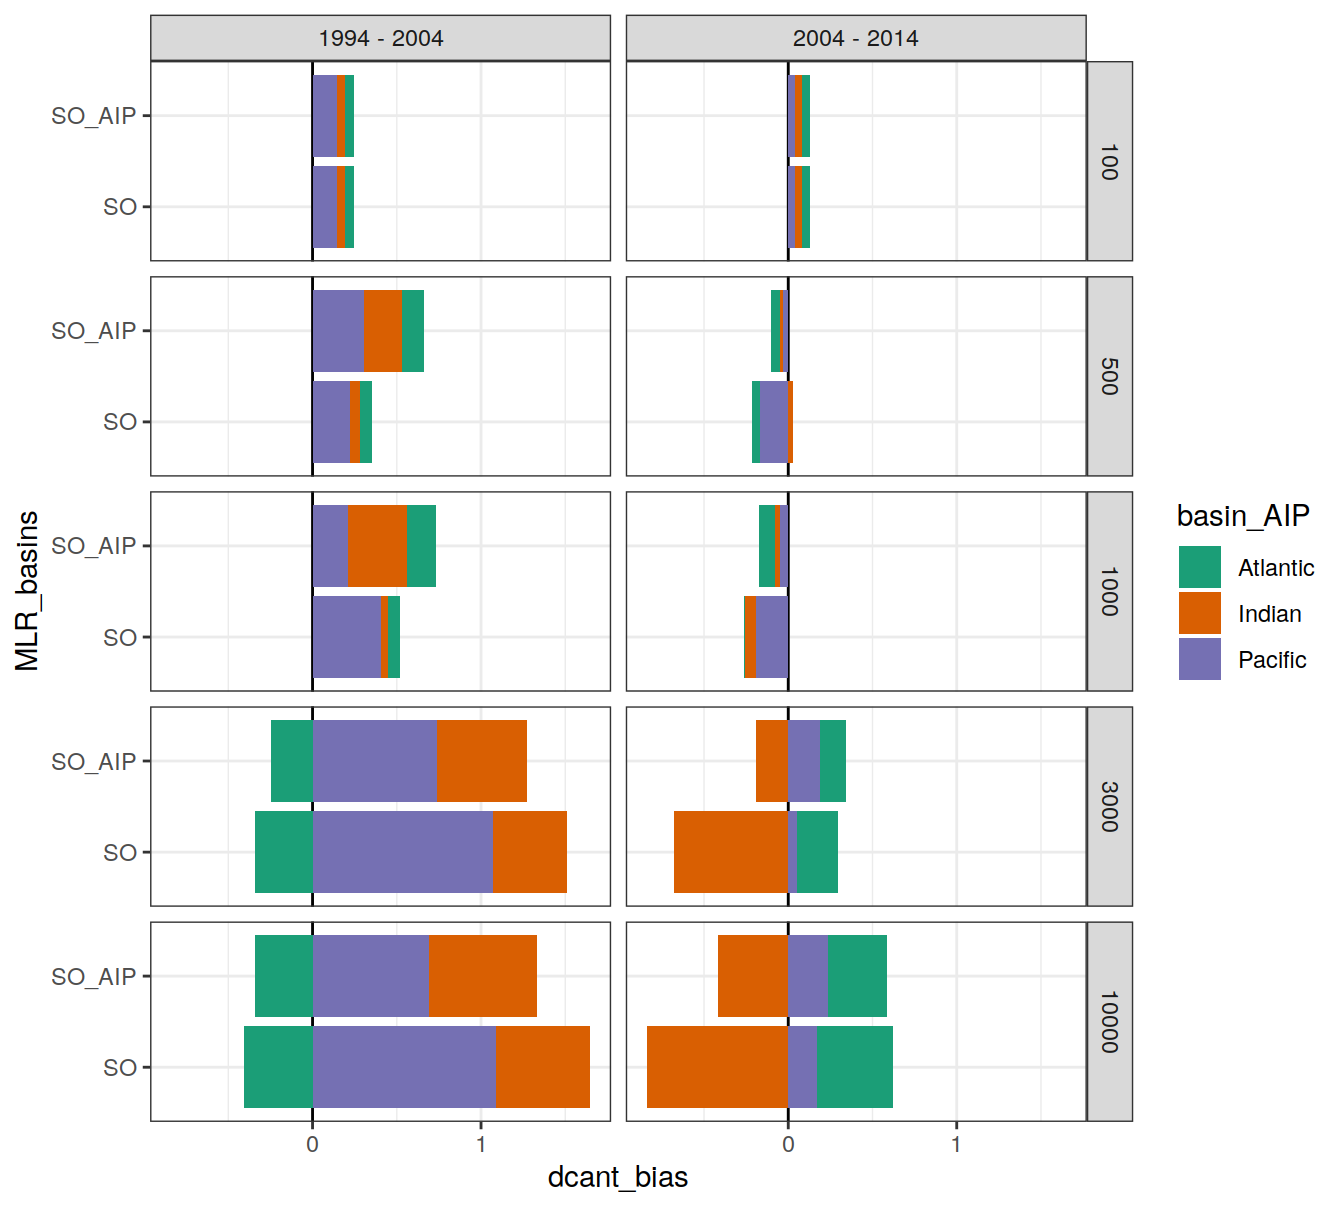 1994 - 2004
2004 - 2014
SO_AIP
SO
100
SO_AIP
SO
500
SO_AIP
SO
1000
SO_AIP
SO
3000
SO_AIP
SO
10000
0
1
0
1
dcant_bias
MLR_basins
basin_AIP
Atlantic
Indian
Pacific